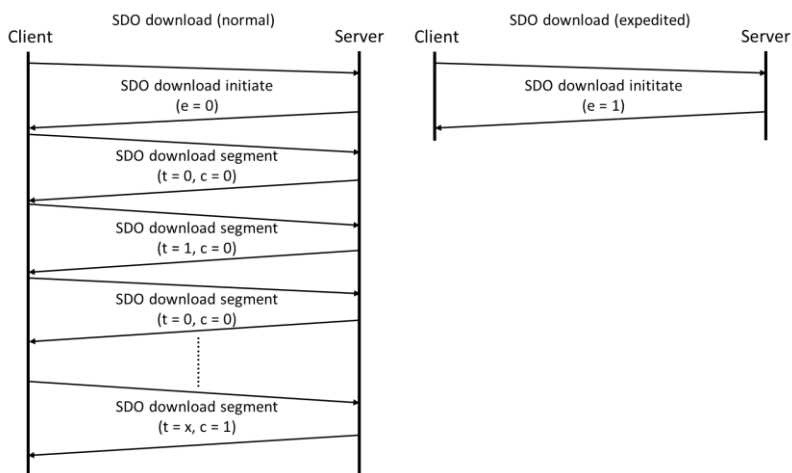 SDO download (normal)
Client
Server
SDO download initiate
(e = 0)
SDO download segment
(t = 0, c = 0)
SDO download segment
(t = 1, c = 0)
SDO download segment
(t = 0, c = 0)
SDO download segment
(t = x, c = 1)
SDO download (expedited)
Client
Server
SDO download inititate
(e = 1)